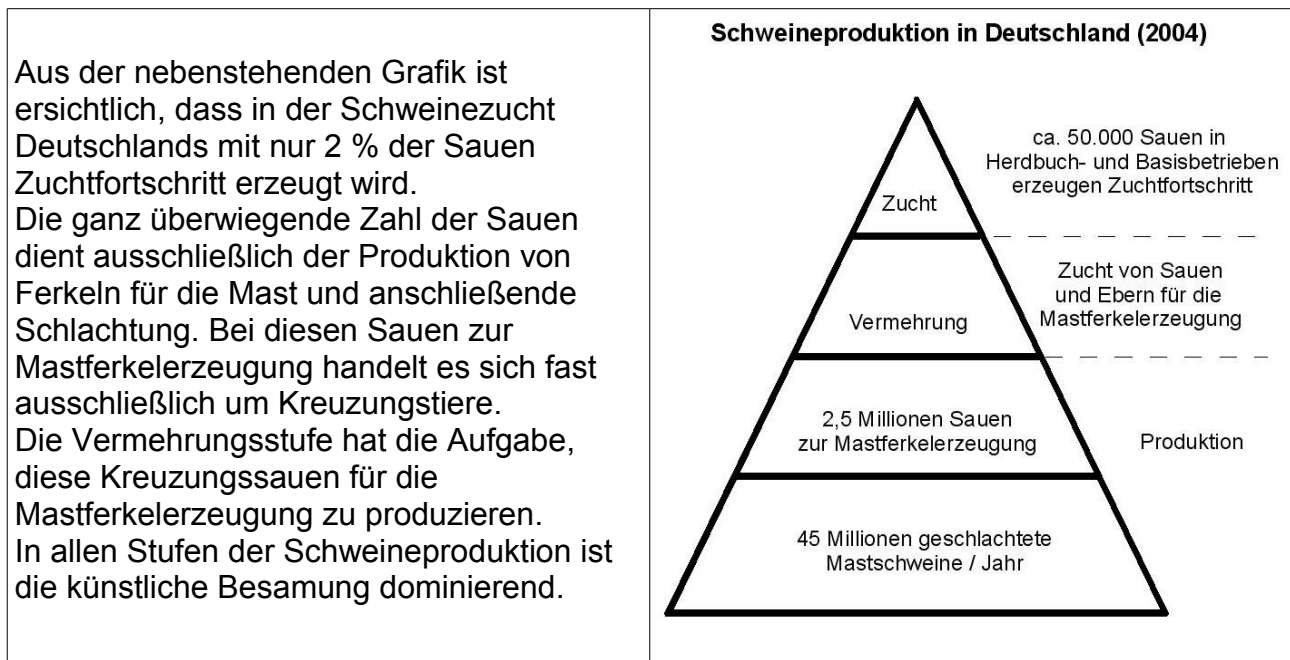 Aus der nebenstehenden Grafik ist
ersichtlich, dass in der Schweinezucht
Deutschlands mit nur 2 % der Sauen
Zuchtfortschritt erzeugt wird.
Die ganz überwiegende Zahl der Sauen
dient ausschließlich der Produktion von
Ferkeln für die Mast und anschließende
Schlachtung. Bei diesen Sauen zur
Mastferkelerzeugung handelt es sich fast
ausschließlich um Kreuzungstiere.
Die Vermehrungsstufe hat die Aufgabe,
diese Kreuzungssauen für die
Mastferkelerzeugung zu produzieren.
In allen Stufen der Schweineproduktion ist
die künstliche Besamung dominierend.
Schweineproduktion in Deutschland (2004)
ca. 50.000 Sauen in
Herdbuch- und Basisbetrieben
erzeugen Zuchtfortschritt
Zucht
Zucht von Sauen
und Ebern für die
Mastferkelerzeugung
Vermehrung
2,5 Millionen Sauen
zur Mastferkelerzeugung
Produktion
45 Millionen geschlachtete
Mastschweine / Jahr